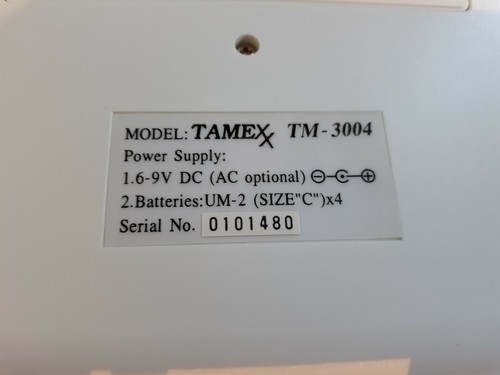 MODEL: TAMEXX TM-3004
Power Supply:
1.6-9V DC (AC optional)
2.Batteries:UM-2 (SIZE"C")x4
Serial No. 0101480